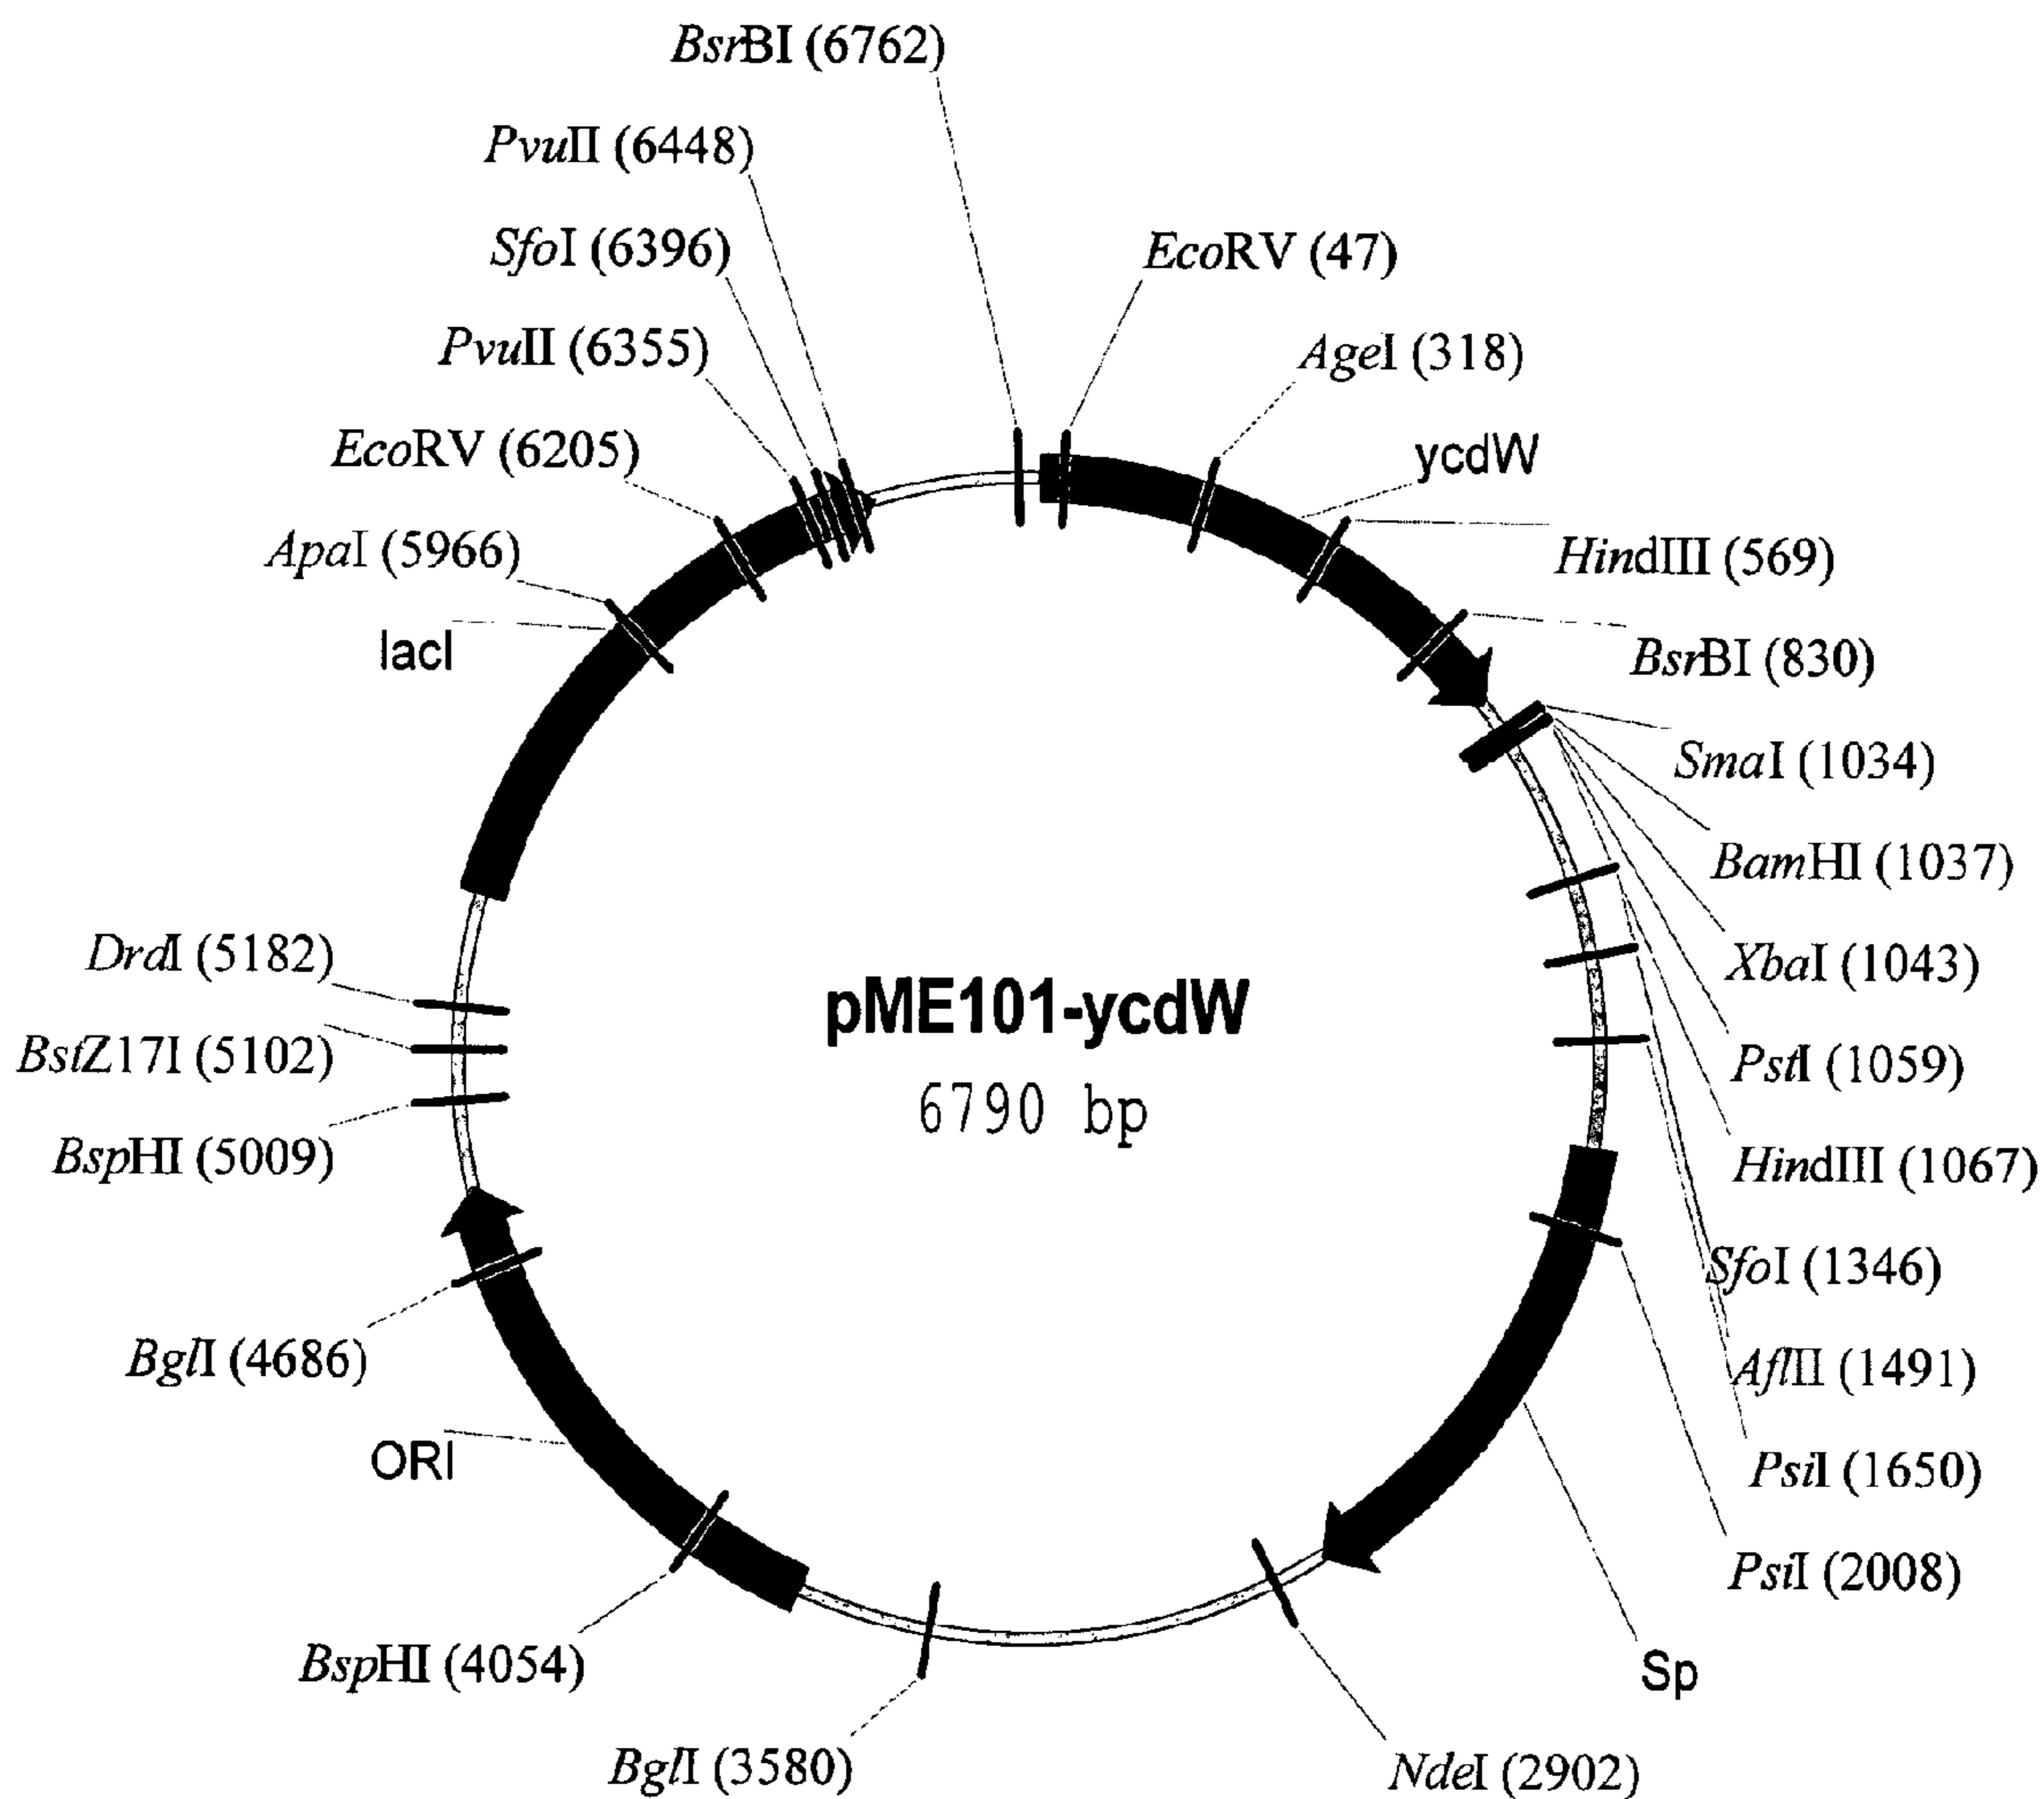 BsrBI (6762)
PvuII (6448)
SfoI (6396)
EcoRV (47)
PvuII (6355)
AgeI (318)
EcoRV (6205)
ycdW
ApaI (5966)
HindIII (569)
lacI
BsrBI (830)
SmaI (1034)
BamHI (1037)
DrdI (5182)
XbaI (1043)
pME101-ycdW
BstZ17I (5102)
PstI (1059)
6790 bp
BspHI (5009)
HindIII (1067)
SfoI (1346)
BglI (4686)
AflII (1491)
ORI
PsiI (1650)
PsiI (2008)
BspHI (4054)
Sp
BglI (3580)
NdeI (2902)